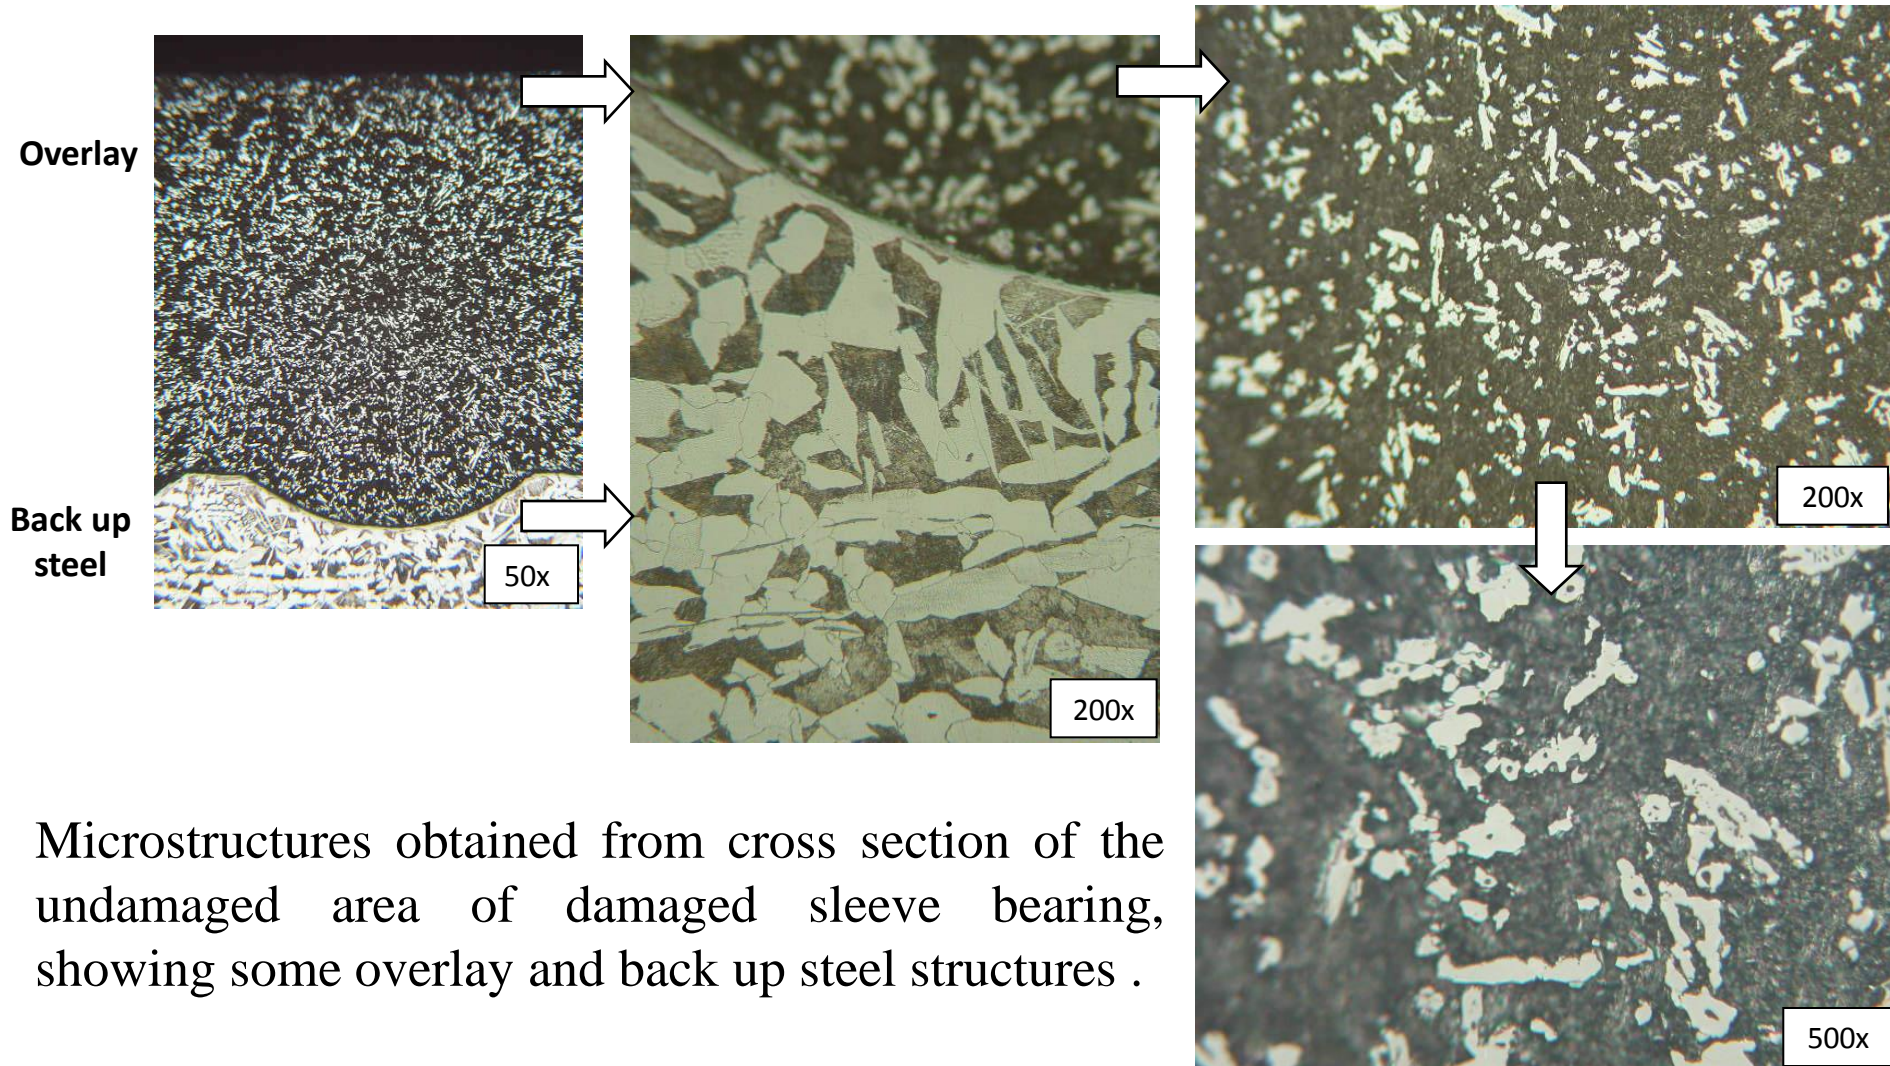 Overlay
Back up
steel
50x
200x
200x
500x
Microstructures obtained from cross section of the
undamaged area of damaged sleeve bearing,
showing some overlay and back up steel structures .